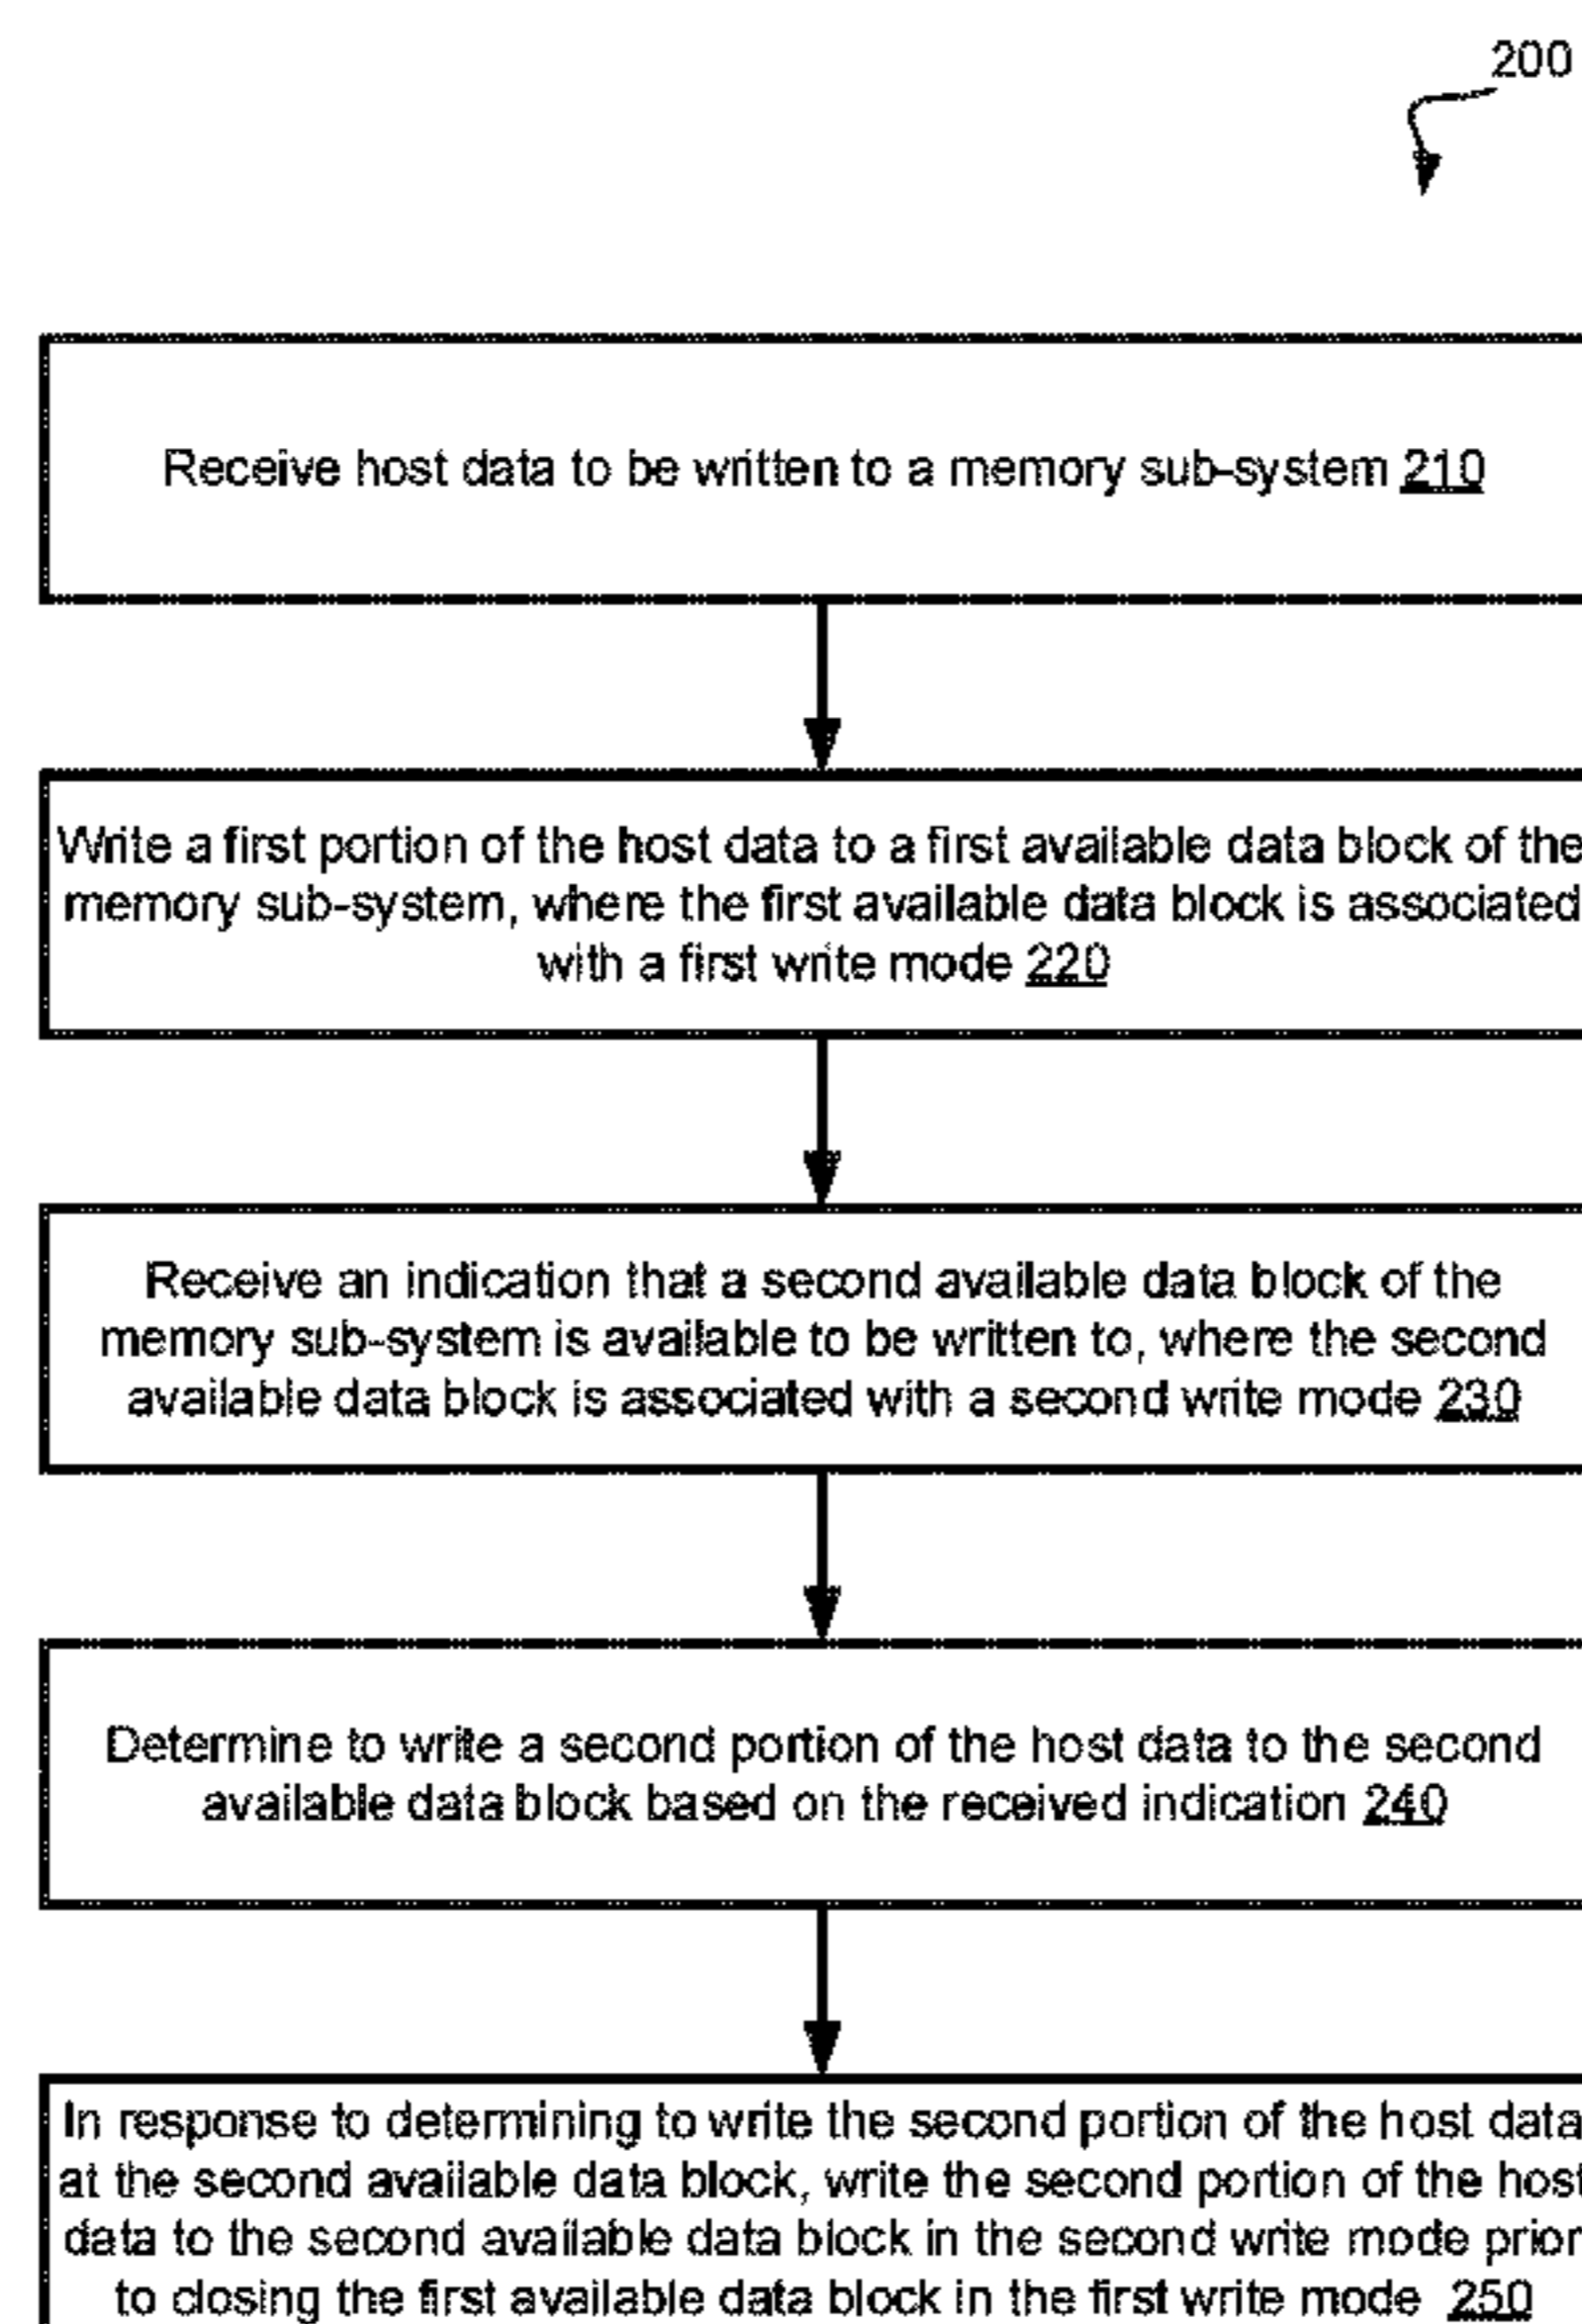 200
Receive host data to be written to a memory sub-system 210
Write a first portion of the host data to a first available data block of the
memory sub-system, where the first available data block is associated
with a first write mode 220
Receive an indication that a second available data block of the
memory sub-system is available to be written to, where the second
available data block is associated with a second write mode 230
Determine to write a second portion of the host data to the second
available data block based on the received indication 240
In response to determining to write the second portion of the host data
at the second available data block, write the second portion of the host
data to the second available data block in the second write mode prior
to closing the first available data block in the first write mode 250